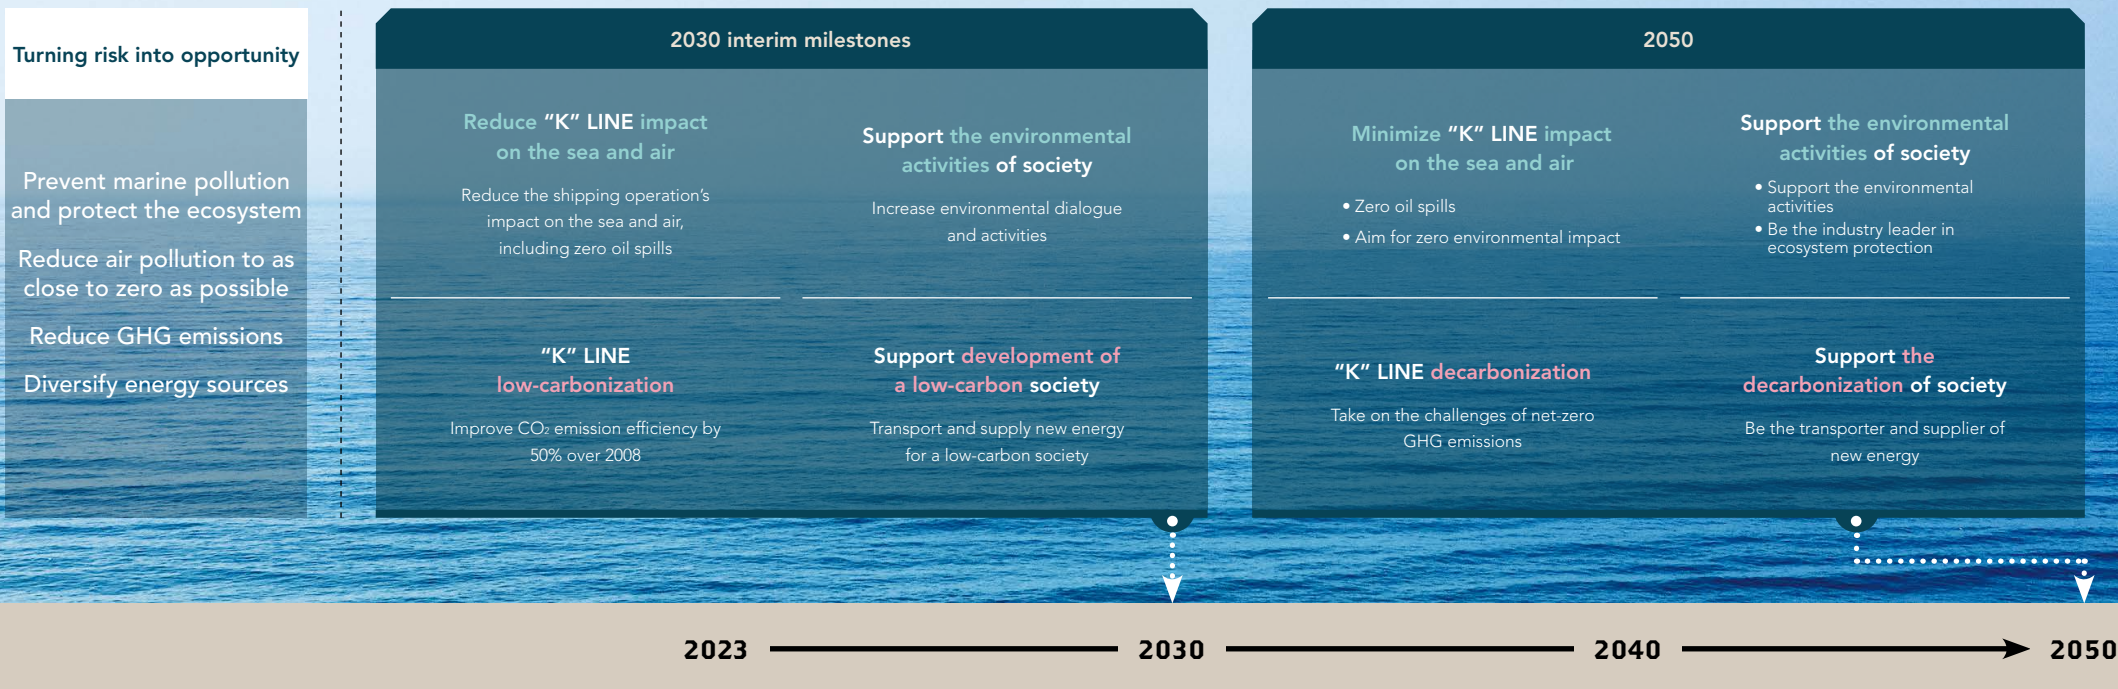 Turning risk into opportunity
Prevent marine pollution
and protect the ecosystem
Reduce air pollution to as
close to zero as possible
Reduce GHG emissions
Diversify energy sources
2030 interim milestones
Reduce “K” LINE impact
on the sea and air
Reduce the shipping operation’s
impact on the sea and air,
including zero oil spills
Support the environmental
activities of society
Increase environmental dialogue
and activities
“K” LINE
low-carbonization
Improve CO₂ emission efficiency by
50% over 2008
Support development of
a low-carbon society
Transport and supply new energy
for a low-carbon society
2050
Minimize “K” LINE impact
on the sea and air
• Zero oil spills
• Aim for zero environmental impact
Support the environmental
activities of society
• Support the environmental
activities
• Be the industry leader in
ecosystem protection
“K” LINE decarbonization
Take on the challenges of net-zero
GHG emissions
Support the
decarbonization of society
Be the transporter and supplier of
new energy
2023
2030
2040
2050